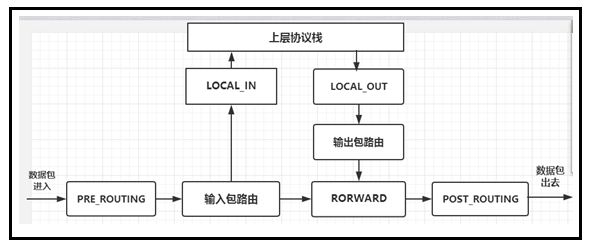 上层协议栈
LOCAL_IN
LOCAL_OUT
输出包路由
数据包
进入
PRE_ROUTING
输入包路由
RORWARD
POST_ROUTING
数据包
出去